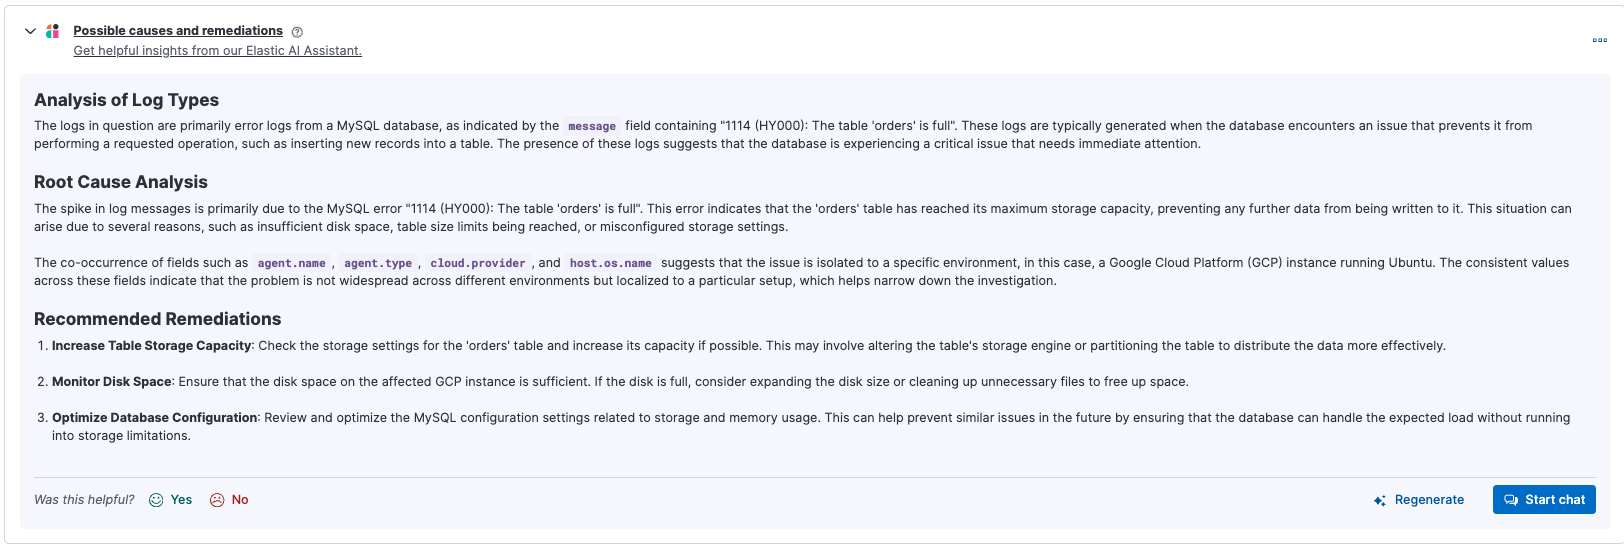 Possible causes and remediations
Get helpful insights from our Elastic AI Assistant.
Analysis of Log Types
The logs in question are primarily error logs from a MySQL database, as indicated by the message field containing "1114 (HY000): The table 'orders' is full". These logs are typically generated when the database encounters an issue that prevents it from
performing a requested operation, such as inserting new records into a table. The presence of these logs suggests that the database is experiencing a critical issue that needs immediate attention.
Root Cause Analysis
The spike in log messages is primarily due to the MySQL error "1114 (HY000): The table 'orders' is full". This error indicates that the 'orders' table has reached its maximum storage capacity, preventing any further data from being written to it. This situation can
arise due to several reasons, such as insufficient disk space, table size limits being reached, or misconfigured storage settings.
The co-occurrence of fields such as agent.name , agent.type , cloud.provider , and host.os.name suggests that the issue is isolated to a specific environment, in this case, a Google Cloud Platform (GCP) instance running Ubuntu. The consistent values
across these fields indicate that the problem is not widespread across different environments but localized to a particular setup, which helps narrow down the investigation.
Recommended Remediations
1. Increase Table Storage Capacity: Check the storage settings for the 'orders' table and increase its capacity if possible. This may involve altering the table's storage engine or partitioning the table to distribute the data more effectively.
2. Monitor Disk Space: Ensure that the disk space on the affected GCP instance is sufficient. If the disk is full, consider expanding the disk size or cleaning up unnecessary files to free up space.
3. Optimize Database Configuration: Review and optimize the MySQL configuration settings related to storage and memory usage. This can help prevent similar issues in the future by ensuring that the database can handle the expected load without running
into storage limitations.
Was this helpful? Yes No Regenerate Start chat